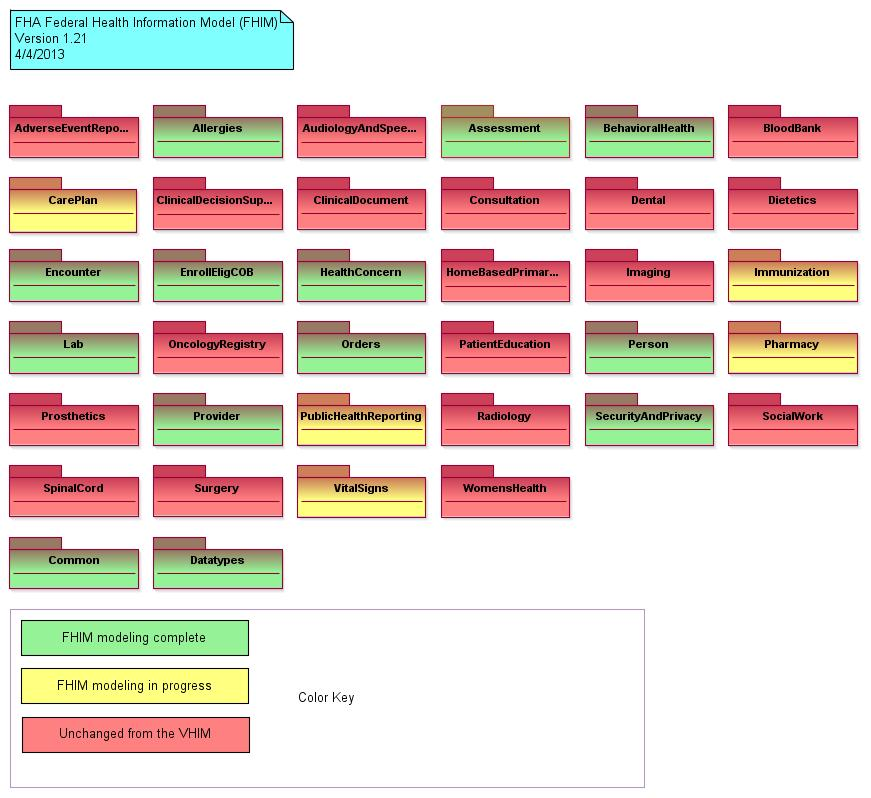 FHA Federal Health Information Model (FHIM)
Version 1.21
4/4/2013
AdverseEventRepo...
Allergies
AudiologyAndSpee...
Assessment
BehavioralHealth
BloodBank
CarePlan
ClinicalDecisionSup...
ClinicalDocument
Consultation
Dental
Dietetics
Encounter
EnrollEligCOB
HealthConcern
HomeBasedPrimar...
Imaging
Immunization
Lab
OncologyRegistry
Orders
PatientEducation
Person
Pharmacy
Prosthetics
Provider
PublicHealthReporting
Radiology
SecurityAndPrivacy
SocialWork
SpinalCord
Surgery
VitalSigns
WomensHealth
Common
Datatypes
FHIM modeling complete
FHIM modeling in progress
Color Key
Unchanged from the VHIM